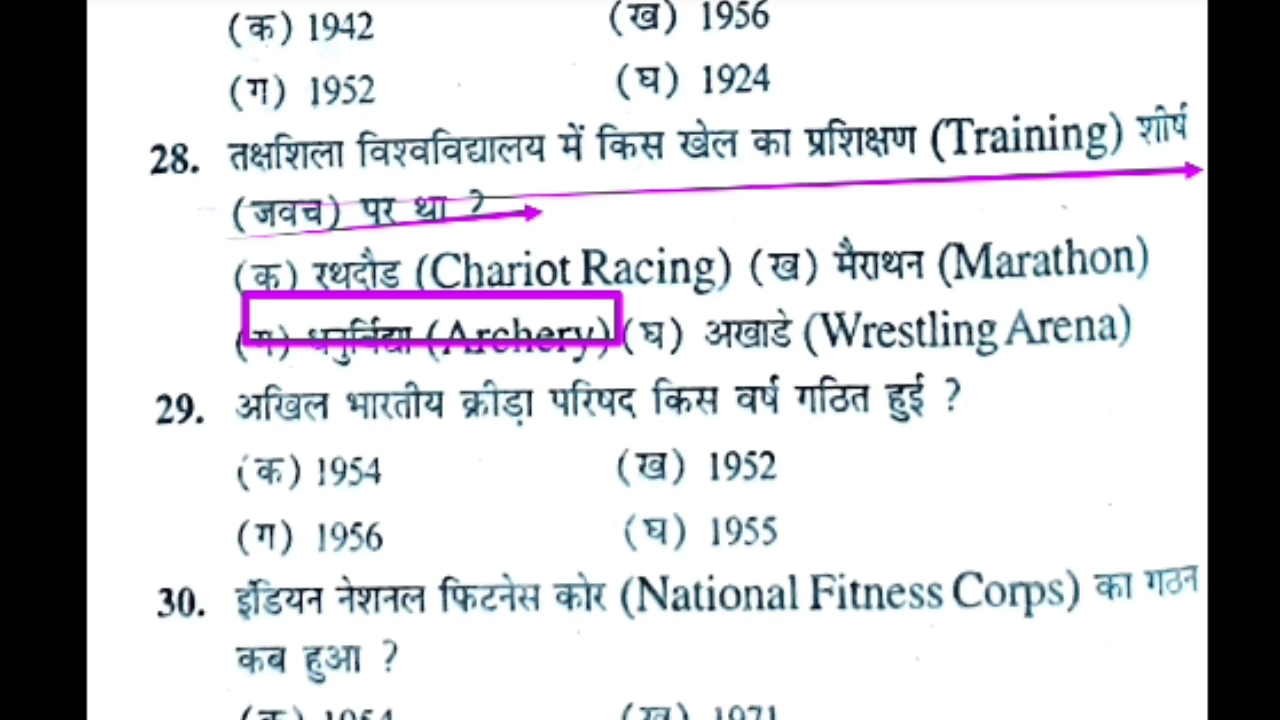 (क) 1942 (ख) 1956
(ग) 1952 (घ) 1924
28. तक्षशिला विश्वविद्यालय में किस खेल का प्रशिक्षण (Training) शीर्ष
(जवच) पर था ?
(क) रथदौड (Chariot Racing) (ख) मैराथन (Marathon)
(ग) धनुर्विद्या (Archery) (घ) अखाडे (Wrestling Arena)
29. अखिल भारतीय क्रीड़ा परिषद किस वर्ष गठित हुई ?
(क) 1954 (ख) 1952
(ग) 1956 (घ) 1955
30. इंडियन नेशनल फिटनेस कोर (National Fitness Corps) का गठन
कब हुआ ?
(क) 1954 (ख) 1971